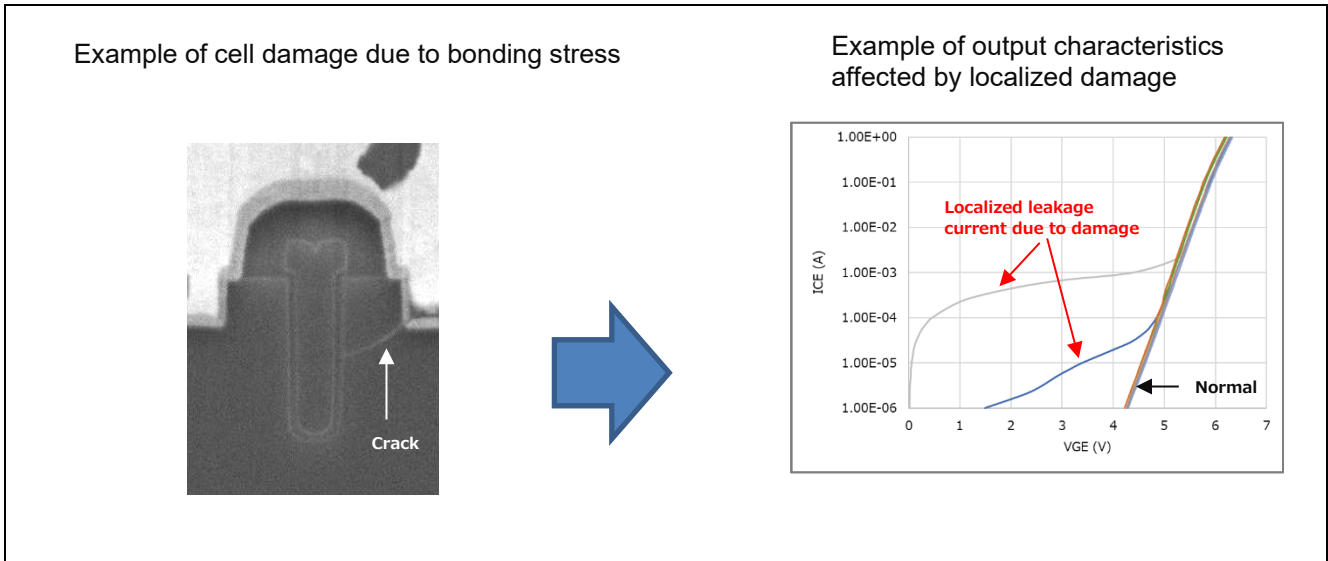 Example of cell damage due to bonding stress
Example of output characteristics
affected by localized damage
Crack
1.00E+00
1.00E-01
1.00E-02
1.00E-03
1.00E-04
1.00E-05
1.00E-06
ICE (A)
Localized leakage
current due to damage
Normal
0 1 2 3 4 5 6 7
VGE (V)